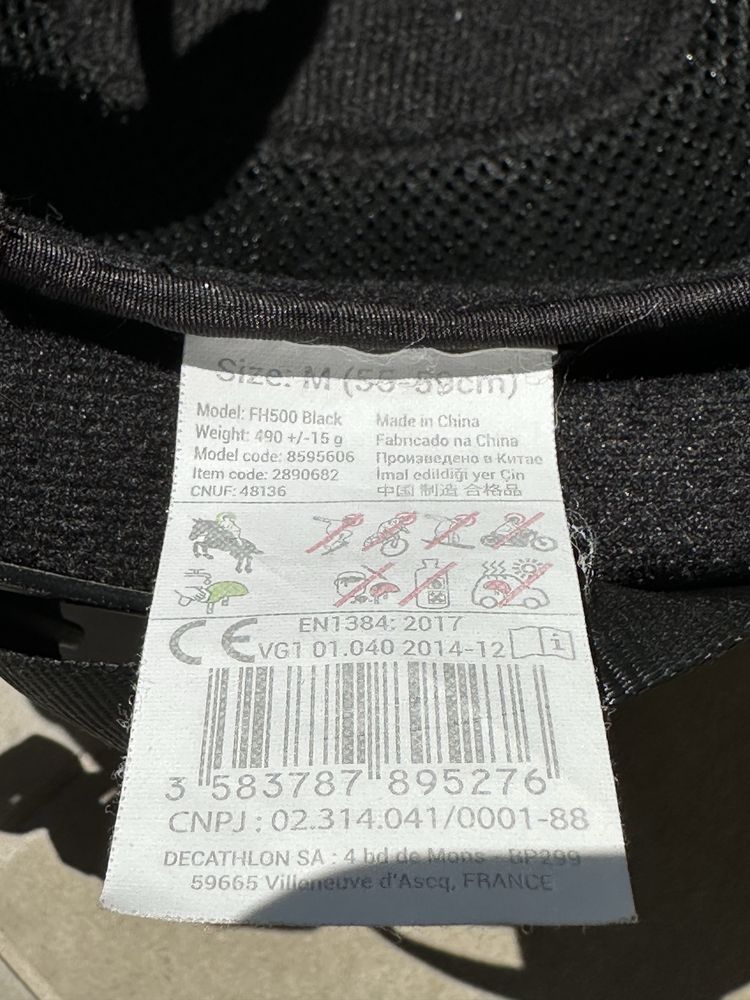 Size: M (55-59cm)
Model: FH500 Black
Weight: 490 +/-15 g
Model code: 8595606
Item code: 2890682
CNUF: 48136
Made in China
Fabricado na China
Произведено в Китае
İmal edildiği yer Çin
中国 制造 合格品
CE
EN1384: 2017
VG1 01.040 2014-12
i
3 583787 895276
CNPJ : 02.314.041/0001-88
DECATHLON SA : 4 bd de Mons - BP299
59665 Villeneuve d'Ascq, FRANCE